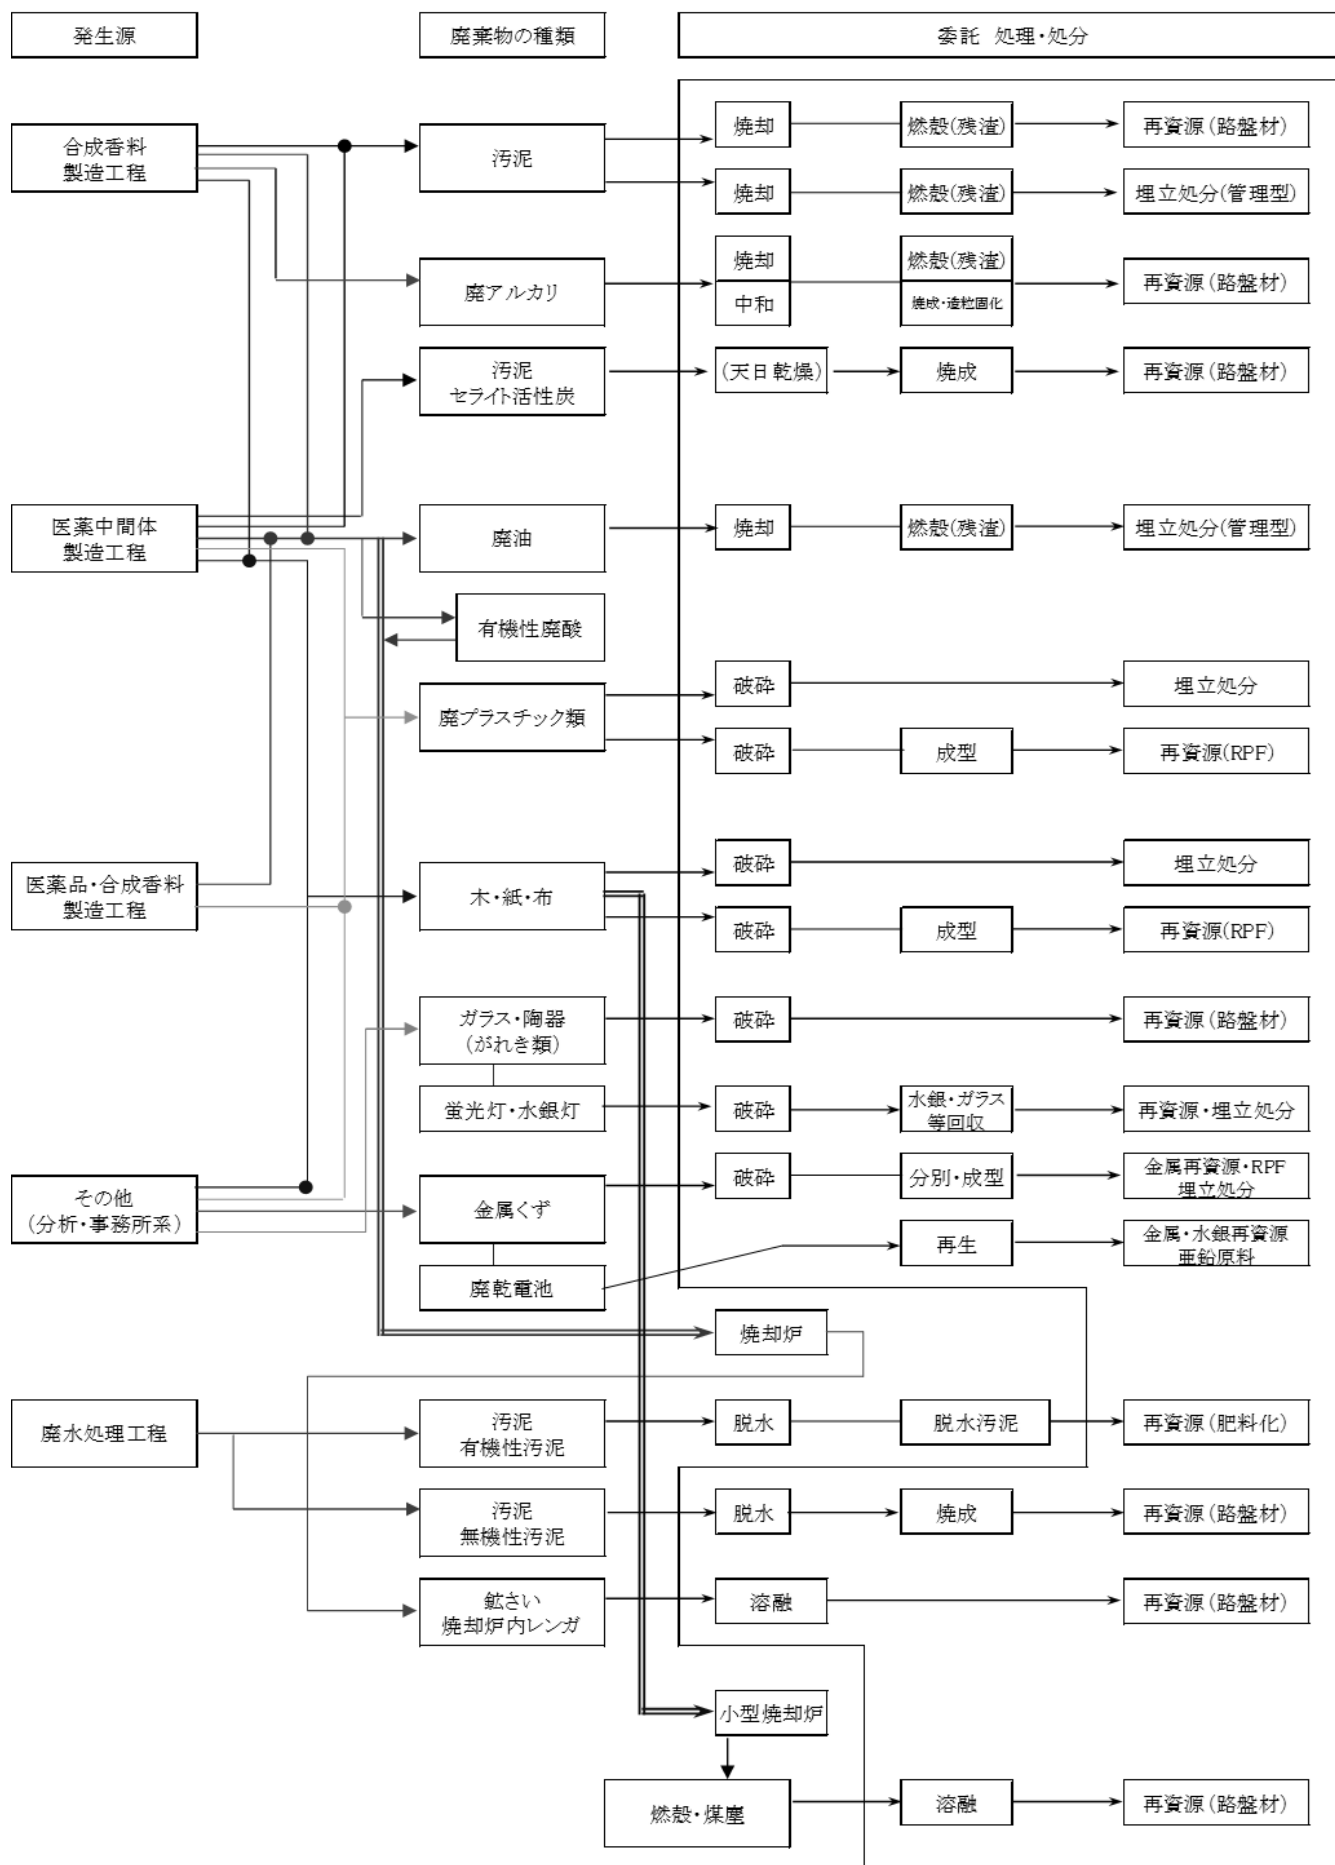 発生源
廃棄物の種類
委託 処理・処分
合成香料
製造工程
汚泥
焼却
燃殻(残渣)
再資源(路盤材)
焼却
燃殻(残渣)
埋立処分(管理型)
廃アルカリ
焼却
中和
燃殻(残渣)
焼成・造粒固化
再資源(路盤材)
汚泥
セライト活性炭
(天日乾燥)
焼成
再資源(路盤材)
医薬中間体
製造工程
廃油
焼却
燃殻(残渣)
埋立処分(管理型)
有機性廃酸
廃プラスチック類
破砕
埋立処分
破砕
成型
再資源(RPF)
医薬品・合成香料
製造工程
木・紙・布
破砕
埋立処分
破砕
成型
再資源(RPF)
ガラス・陶器
(がれき類)
破砕
再資源(路盤材)
蛍光灯・水銀灯
破砕
水銀・ガラス
等回収
再資源・埋立処分
その他
(分析・事務所系)
金属くず
破砕
分別・成型
金属再資源・RPF
埋立処分
廃乾電池
再生
金属・水銀再資源
亜鉛原料
焼却炉
廃水処理工程
汚泥
有機性汚泥
脱水
脱水汚泥
再資源(肥料化)
汚泥
無機性汚泥
脱水
焼成
再資源(路盤材)
鉱さい
焼却炉内レンガ
溶融
再資源(路盤材)
小型焼却炉
燃殻・煤塵
溶融
再資源(路盤材)